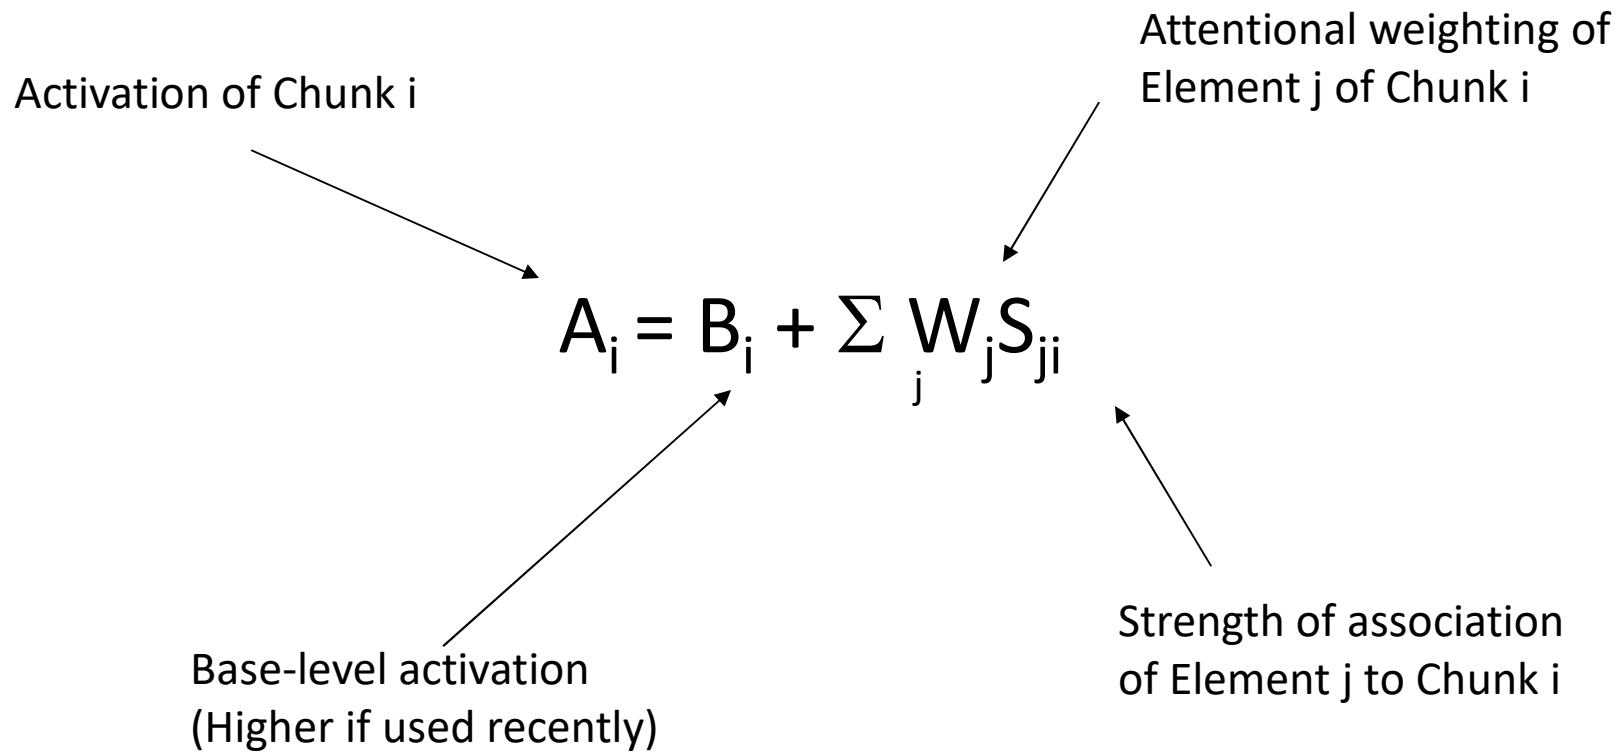 Attentional weighting of
Element j of Chunk i
Activation of Chunk i
Aᵢ = Bᵢ + Σ WⱼSⱼᵢ
j
Strength of association
of Element j to Chunk i
Base-level activation
(Higher if used recently)